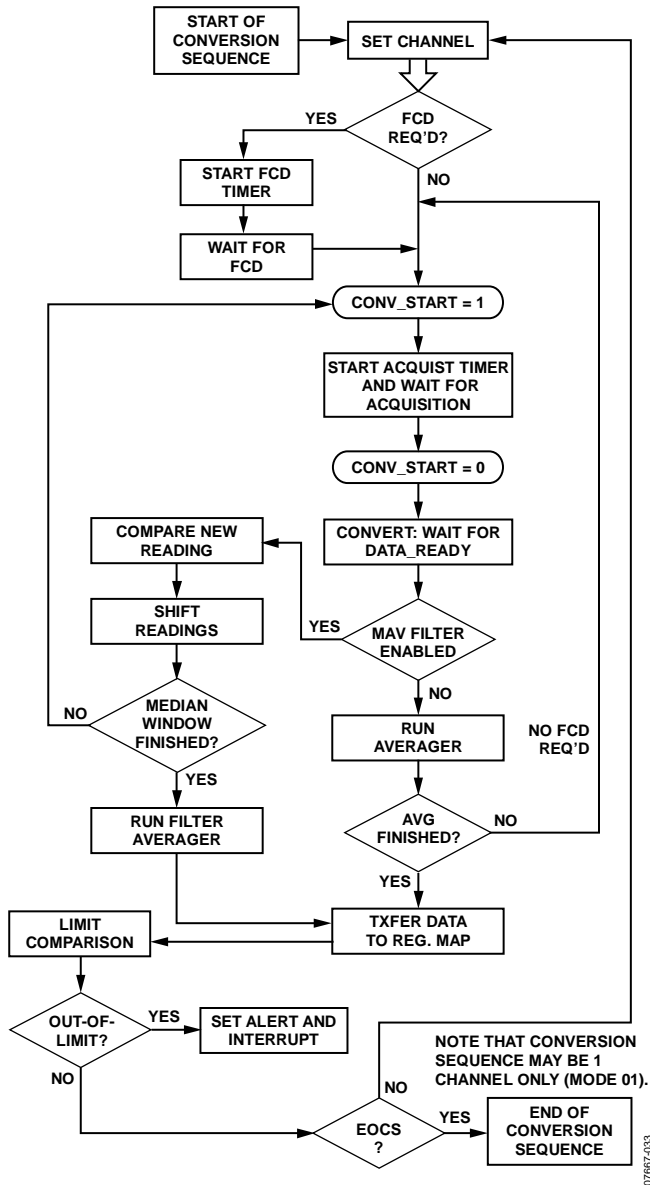 START OF
CONVERSION
SEQUENCE
SET CHANNEL
YES
FCD
REQ'D?
START FCD
TIMER
NO
WAIT FOR
FCD
CONV_START = 1
START ACQUIST TIMER
AND WAIT FOR
ACQUISITION
CONV_START = 0
COMPARE NEW
READING
CONVERT: WAIT FOR
DATA_READY
SHIFT
READINGS
YES
MAV FILTER
ENABLED
NO
NO
MEDIAN
WINDOW
FINISHED?
RUN
AVERAGER
NO FCD
REQ'D
YES
RUN FILTER
AVERAGER
AVG
FINISHED?
NO
YES
LIMIT
COMPARISON
TXFER DATA
TO REG. MAP
OUT-OF-
LIMIT?
YES
SET ALERT AND
INTERRUPT
NOTE THAT CONVERSION
SEQUENCE MAY BE 1
CHANNEL ONLY (MODE 01).
NO
NO
EOCS
?
YES
END OF
CONVERSION
SEQUENCE
07667-033